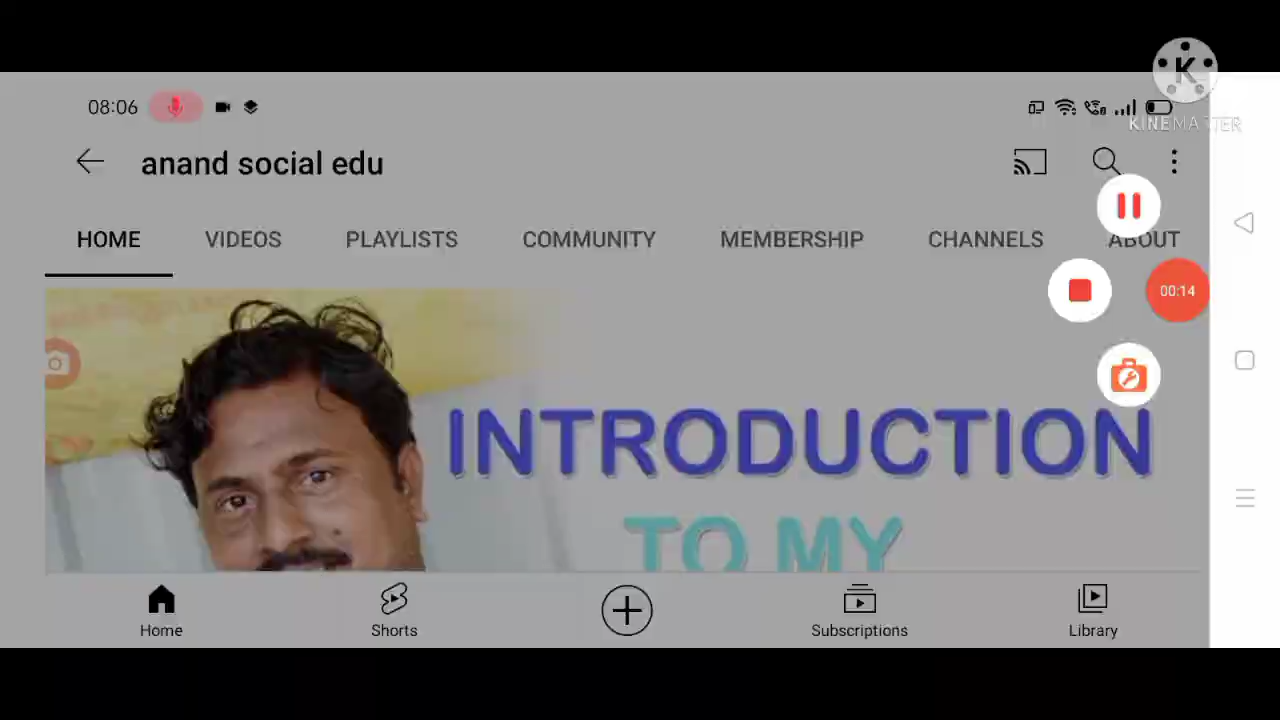 08:06
K
KINEMASTER
anand social edu
HOME VIDEOS PLAYLISTS COMMUNITY MEMBERSHIP CHANNELS ABOUT
00:14
INTRODUCTION
TO MY
Home Shorts Subscriptions Library